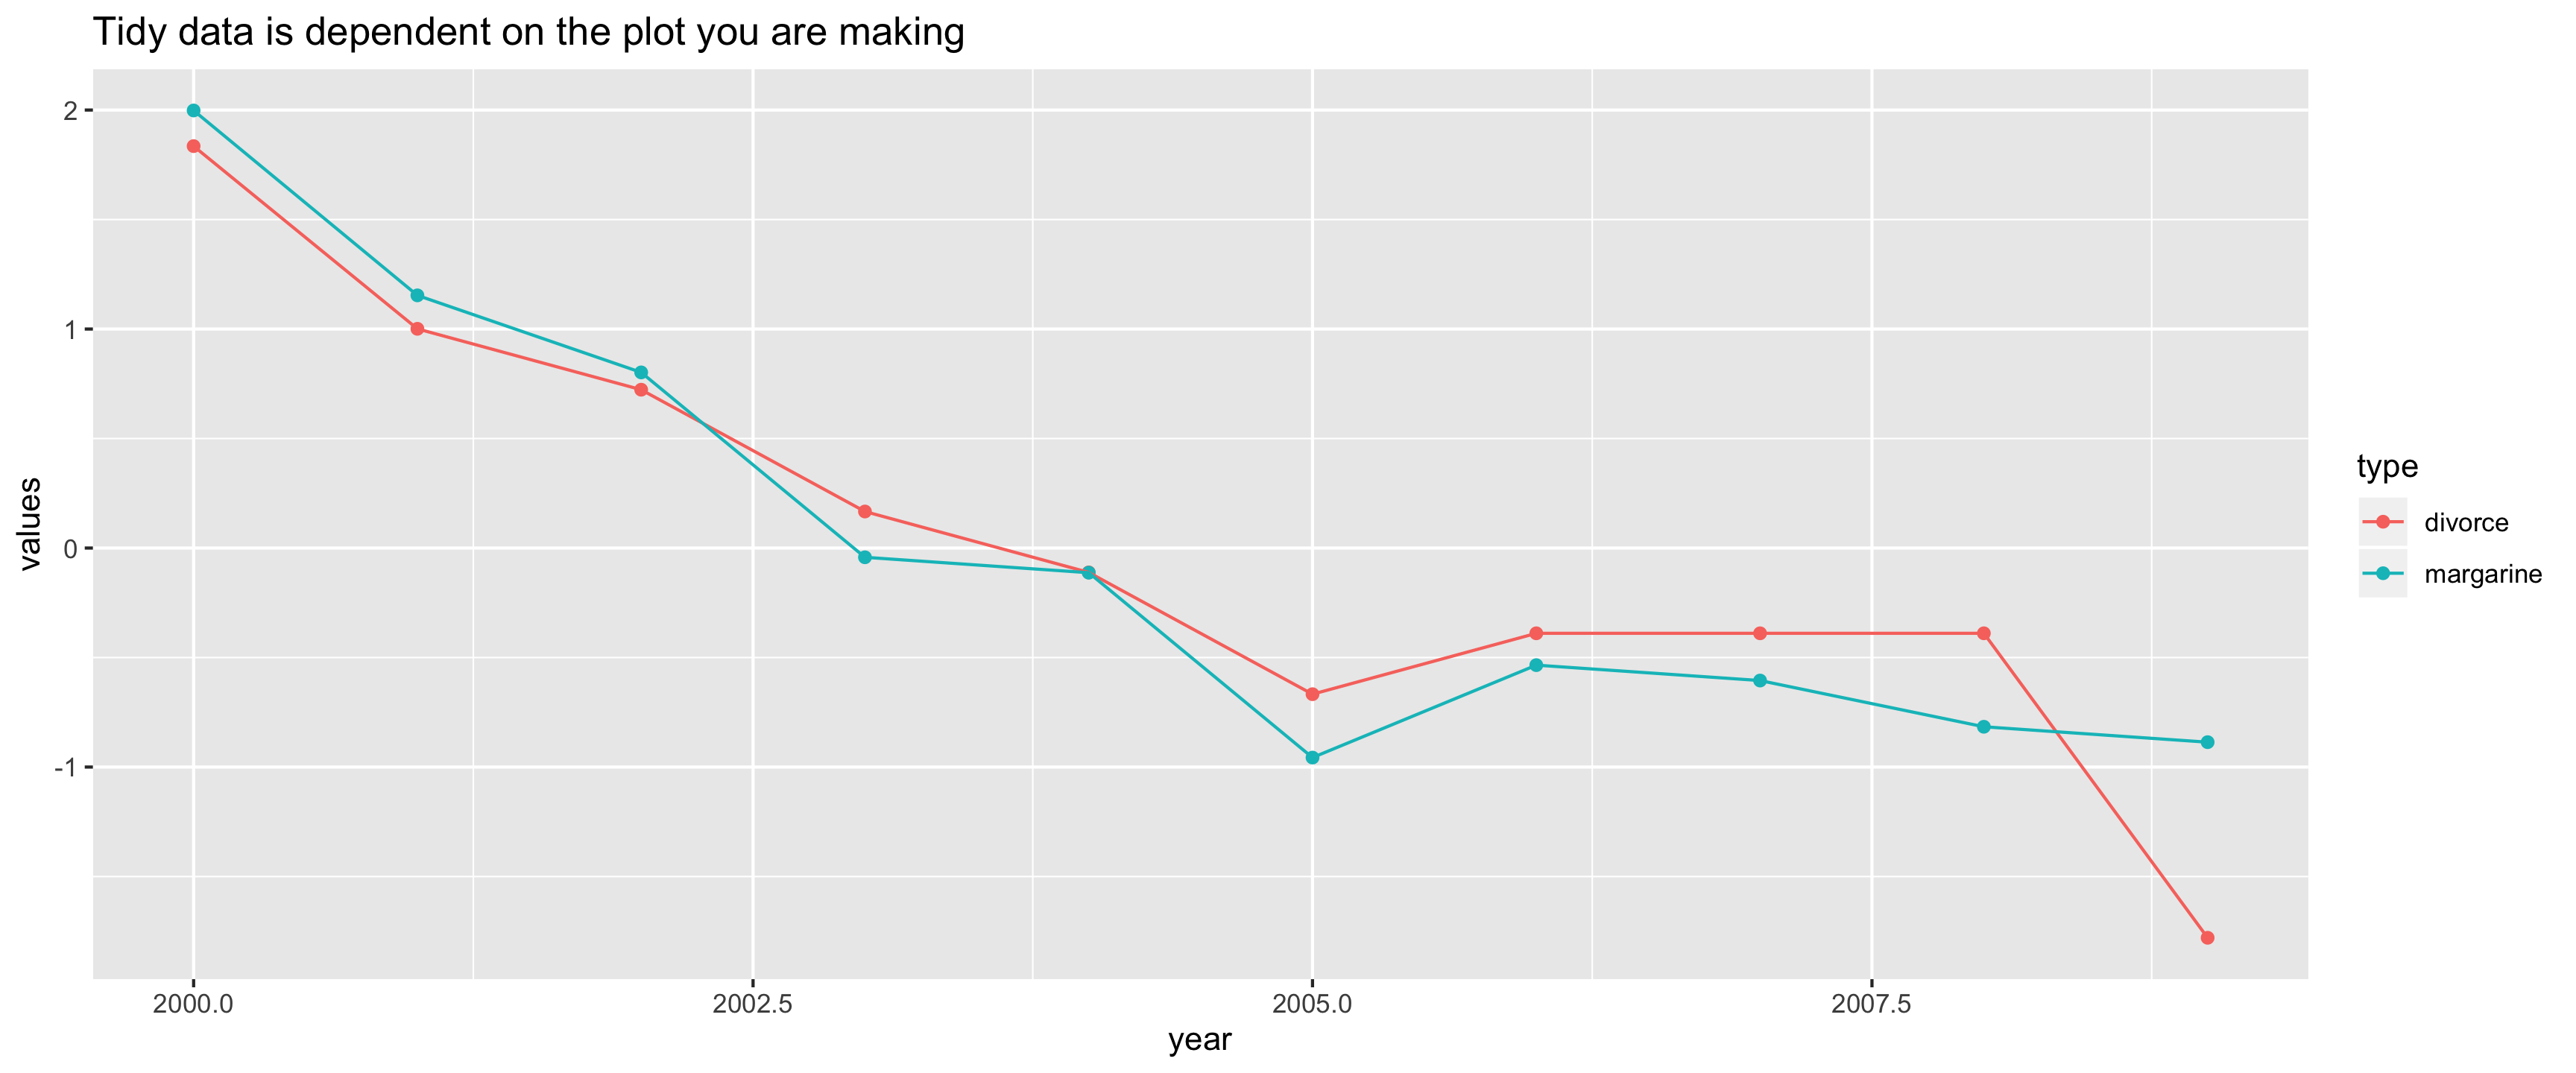 Tidy data is dependent on the plot you are making
2
1
0
-1
values
2000.0 2002.5 2005.0 2007.5
year
type
divorce
margarine